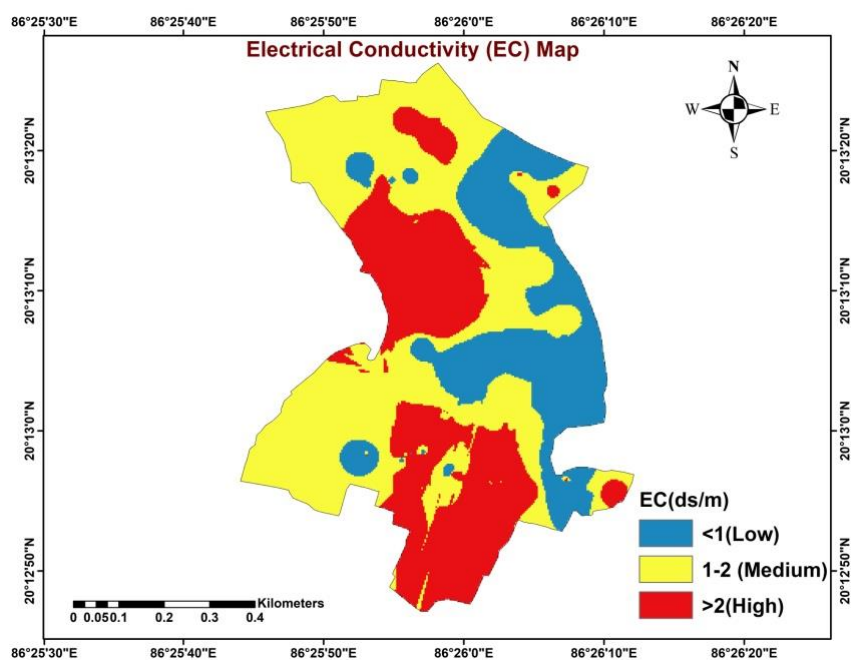 86°25'30"E 86°25'40"E 86°25'50"E 86°26'0"E 86°26'10"E 86°26'20"E
Electrical Conductivity (EC) Map
N
W E
S
20°13'20"N 20°13'20"N
20°13'10"N 20°13'10"N
20°13'0"N 20°13'0"N
20°12'50"N 20°12'50"N
EC(ds/m)
<1(Low)
1-2 (Medium)
>2(High)
Kilometers
0 0.050.1 0.2 0.3 0.4
86°25'30"E 86°25'40"E 86°25'50"E 86°26'0"E 86°26'10"E 86°26'20"E